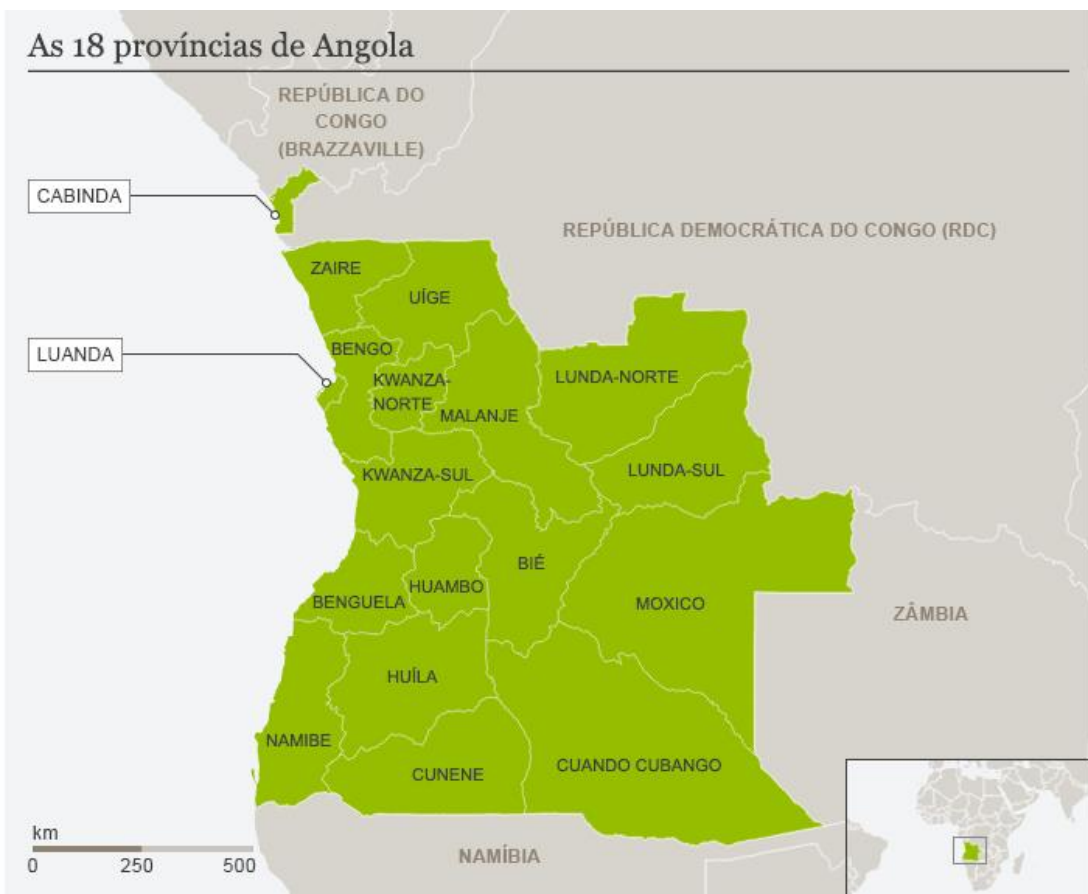 As 18 províncias de Angola
REPÚBLICA DO
CONGO
(BRAZZAVILLE)
CABINDA
REPÚBLICA DEMOCRÁTICA DO CONGO (RDC)
ZAIRE
UÍGE
LUANDA
BENGO
KWANZA-
NORTE
MALANJE
LUNDA-NORTE
KWANZA-SUL
LUNDA-SUL
BIÉ
HUAMBO
BENGUELA
MOXICO
ZÂMBIA
HUÍLA
NAMIBE
CUNENE
CUANDO CUBANGO
km
0 250 500
NAMÍBIA